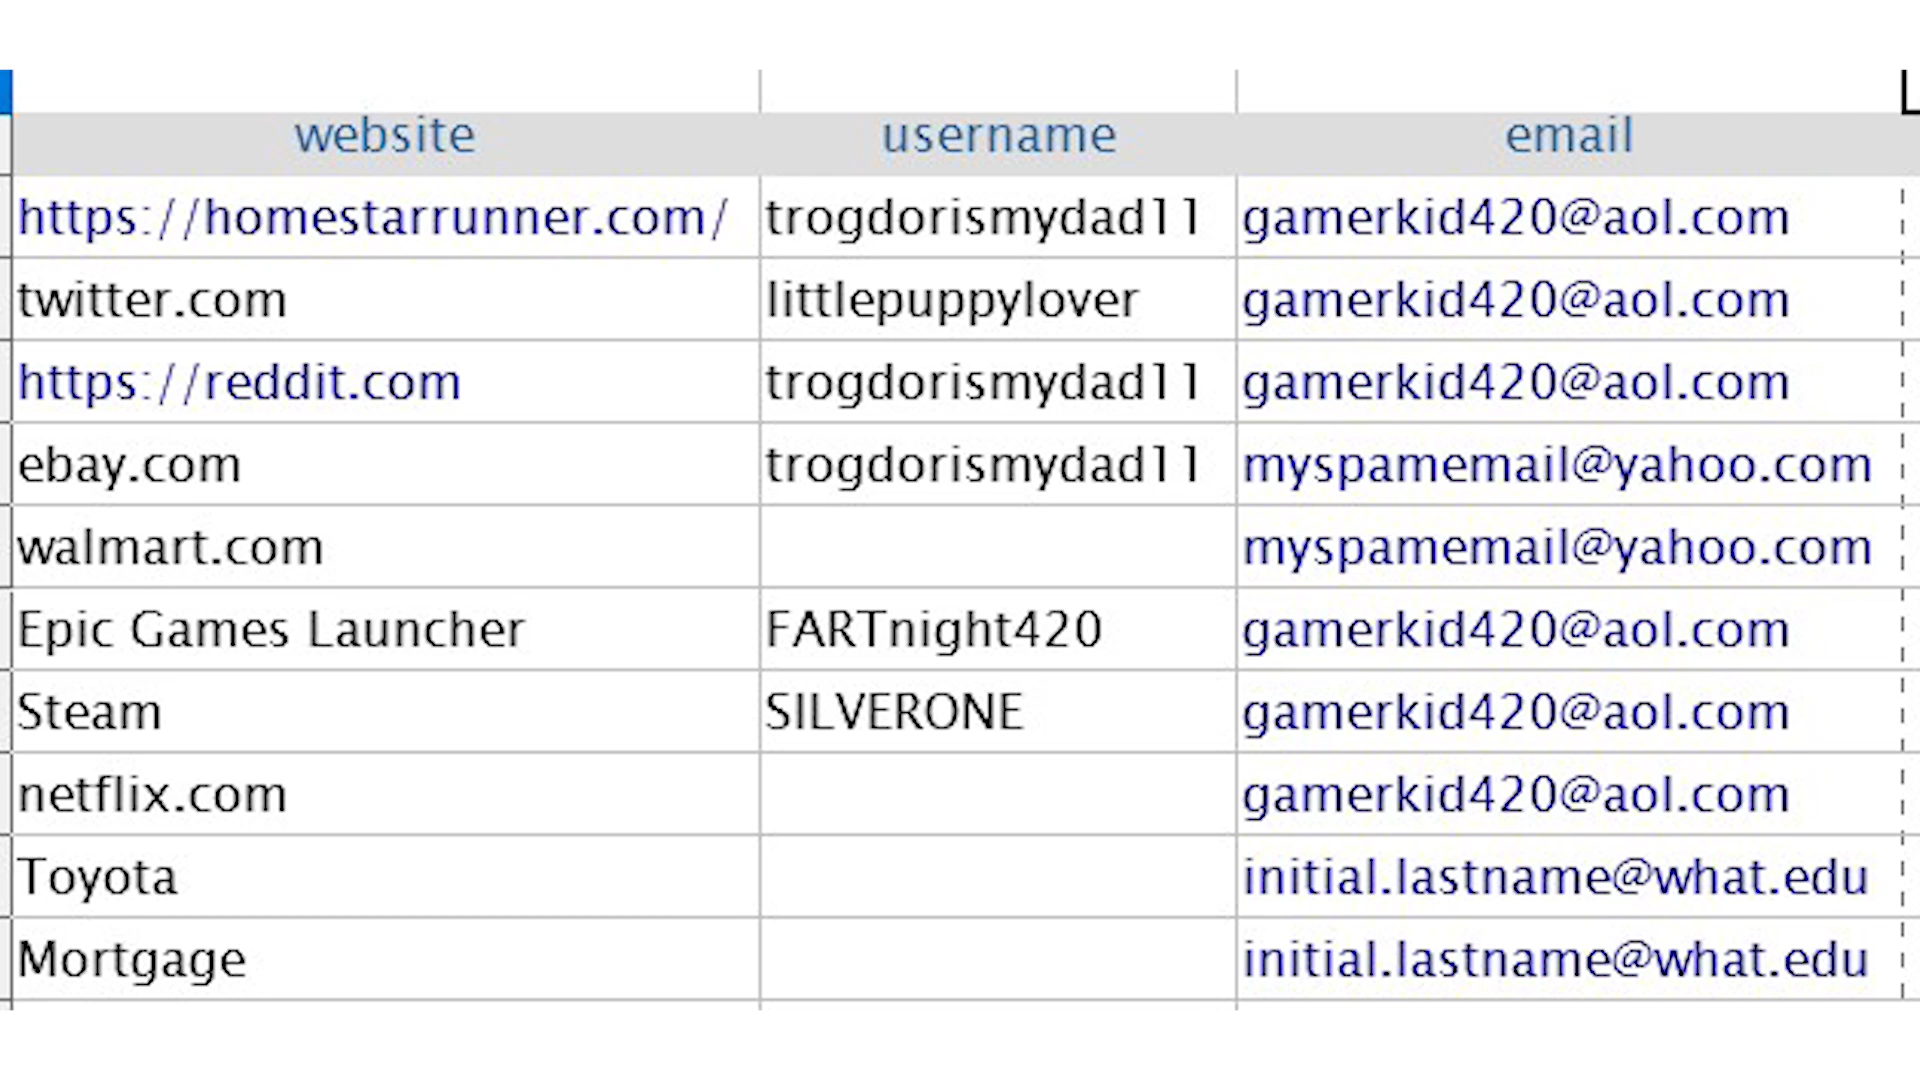 website username email
https://homestarrunner.com/ trogdorismydad11 gamerkid420@aol.com
twitter.com littlepuppylover gamerkid420@aol.com
https://reddit.com trogdorismydad11 gamerkid420@aol.com
ebay.com trogdorismydad11 myspamemail@yahoo.com
walmart.com myspamemail@yahoo.com
Epic Games Launcher FARTnight420 gamerkid420@aol.com
Steam SILVERONE gamerkid420@aol.com
netflix.com gamerkid420@aol.com
Toyota initial.lastname@what.edu
Mortgage initial.lastname@what.edu